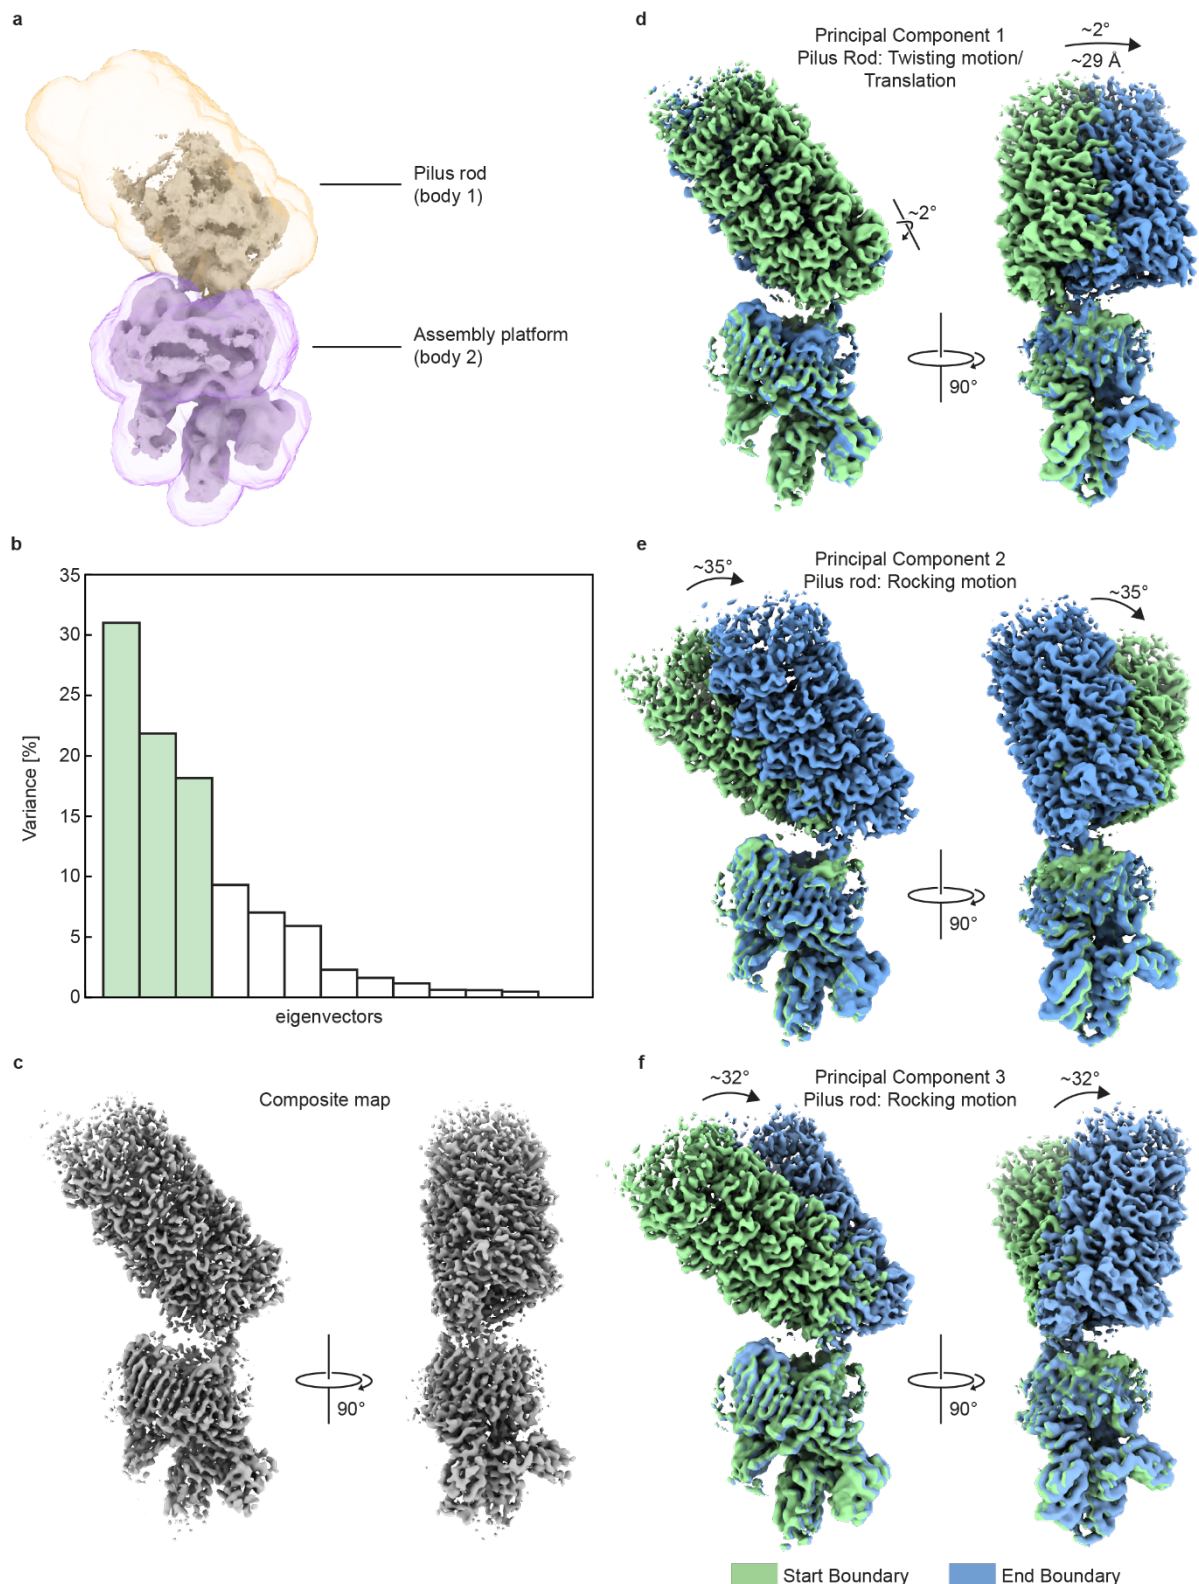 a
Pilus rod
(body 1)
Assembly platform
(body 2)
b
35
30
25
20
15
10
5
0
Variance [%]
eigenvectors
c
Composite map
90°
d
Principal Component 1
Pilus Rod: Twisting motion/
Translation
~2°
~29 Å
~2°
90°
e
Principal Component 2
Pilus rod: Rocking motion
~35°
~35°
90°
f
Principal Component 3
Pilus rod: Rocking motion
~32°
~32°
90°
Start Boundary
End Boundary